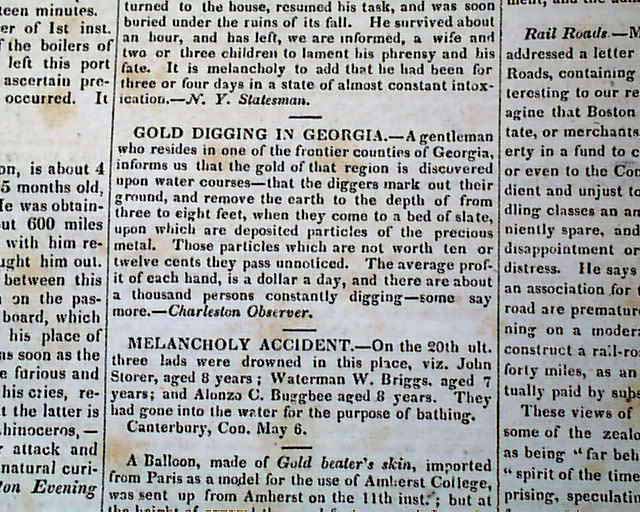 teen minutes.
er of 1st inst.
f the boilers of
left this port
ascertain pre-
occurred. It
on, is about 4
5 months old,
He was obtain-
out 600 miles
with him re-
ught him out.
between this
on the pas-
board, which
his place of
as soon as the
e furious and
his cries, re-
t the latter is
hinoceros, —
attack and
natural curi-
ton Evening
turned to the house, resumed his task, and was soon
buried under the ruins of its fall. He survived about
an hour, and has left, we are informed, a wife and
two or three children to lament his phrensy and his
fate. It is melancholy to add that he had been for
three or four days in a state of almost constant intox-
ication.—N. Y. Statesman.
GOLD DIGGING IN GEORGIA.—A gentleman
who resides in one of the frontier counties of Georgia,
informs us that the gold of that region is discovered
upon water courses—that the diggers mark out their
ground, and remove the earth to the depth of from
three to eight feet, when they come to a bed of slate,
upon which are deposited particles of the precious
metal. Those particles which are not worth ten or
twelve cents they pass unnoticed. The average prof-
it of each hand, is a dollar a day, and there are about
a thousand persons constantly digging—some say
more.—Charleston Observer.
MELANCHOLY ACCIDENT.—On the 20th ult.
three lads were drowned in this place, viz. John
Storer, aged 8 years; Waterman W. Briggs, aged 7
years; and Alonzo C. Bugbee aged 8 years. They
had gone into the water for the purpose of bathing.
Canterbury, Con. May 6.
A Balloon, made of Gold beater's skin, imported
from Paris as a model for the use of Amherst College,
was sent up from Amherst on the 11th inst.; but at
Rail Roads.—M
addressed a letter
Roads, containing
teresting to our re
agine that Boston
tate, or merchants
erty in a fund to c
or even to the Con
dient and unjust to
dling classes an an
niently spare, and
disappointment or
distress. He says
an association for t
road are premature
ning on a modera
construct a rail-ro
forty miles, as an
tually paid by subs
These views of
some of the zeal
as being "far beh
"spirit of the time
prising, speculatin